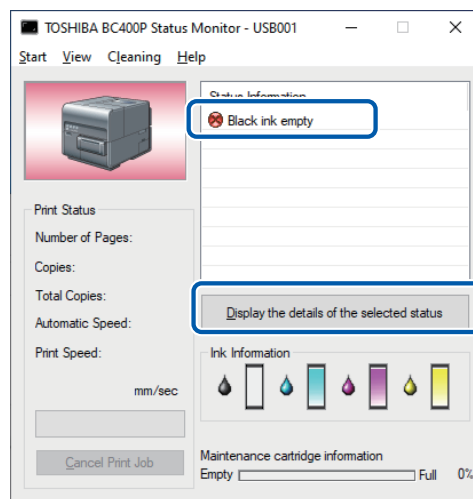 TOSHIBA BC400P Status Monitor - USB001
Start View Cleaning Help
Status Information
Black ink empty
Print Status
Number of Pages:
Copies:
Total Copies:
Automatic Speed:
Print Speed:
mm/sec
Cancel Print Job
Display the details of the selected status
Ink Information
Maintenance cartridge information
Empty Full 0%